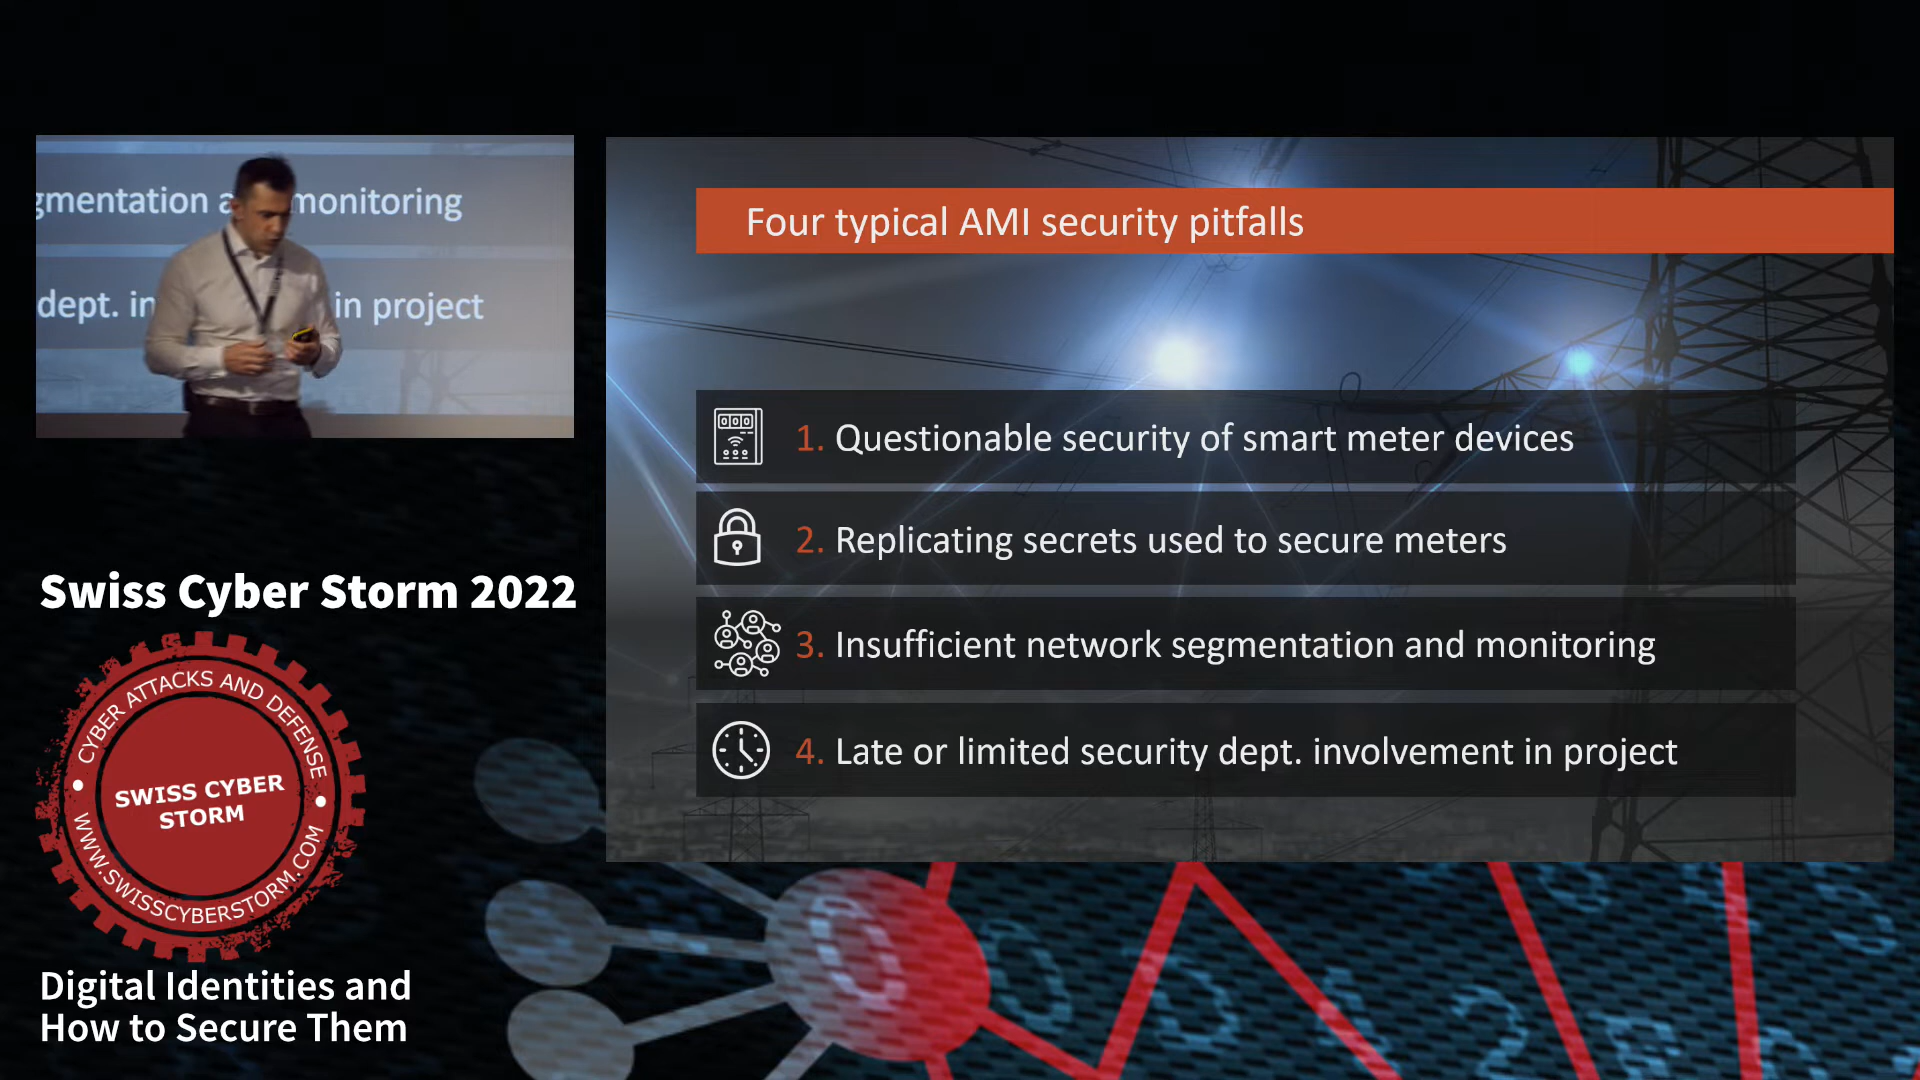 gmentation a monitoring
dept. in in project
Four typical AMI security pitfalls
1. Questionable security of smart meter devices
2. Replicating secrets used to secure meters
3. Insufficient network segmentation and monitoring
4. Late or limited security dept. involvement in project
Swiss Cyber Storm 2022
CYBER ATTACKS AND DEFENSE
SWISS CYBER
STORM
WWW.SWISSCYBERSTORM.COM
Digital Identities and
How to Secure Them